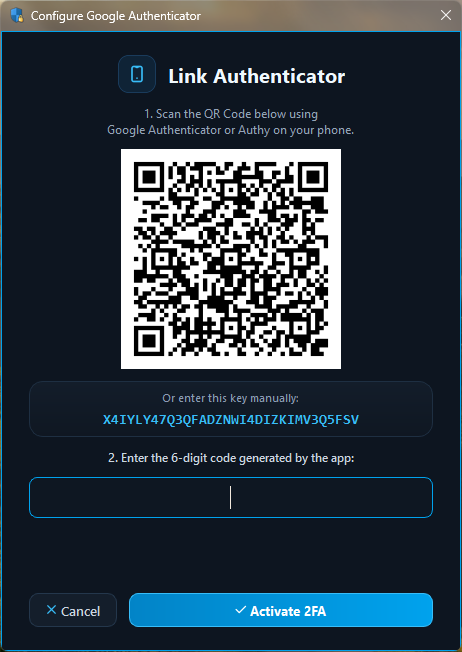 Configure Google Authenticator
Link Authenticator
1. Scan the QR Code below using
Google Authenticator or Authy on your phone.
Or enter this key manually:
X4IYLY47Q3QFADZNWI4DIZKIMV3Q5FSV
2. Enter the 6-digit code generated by the app:
Cancel
Activate 2FA